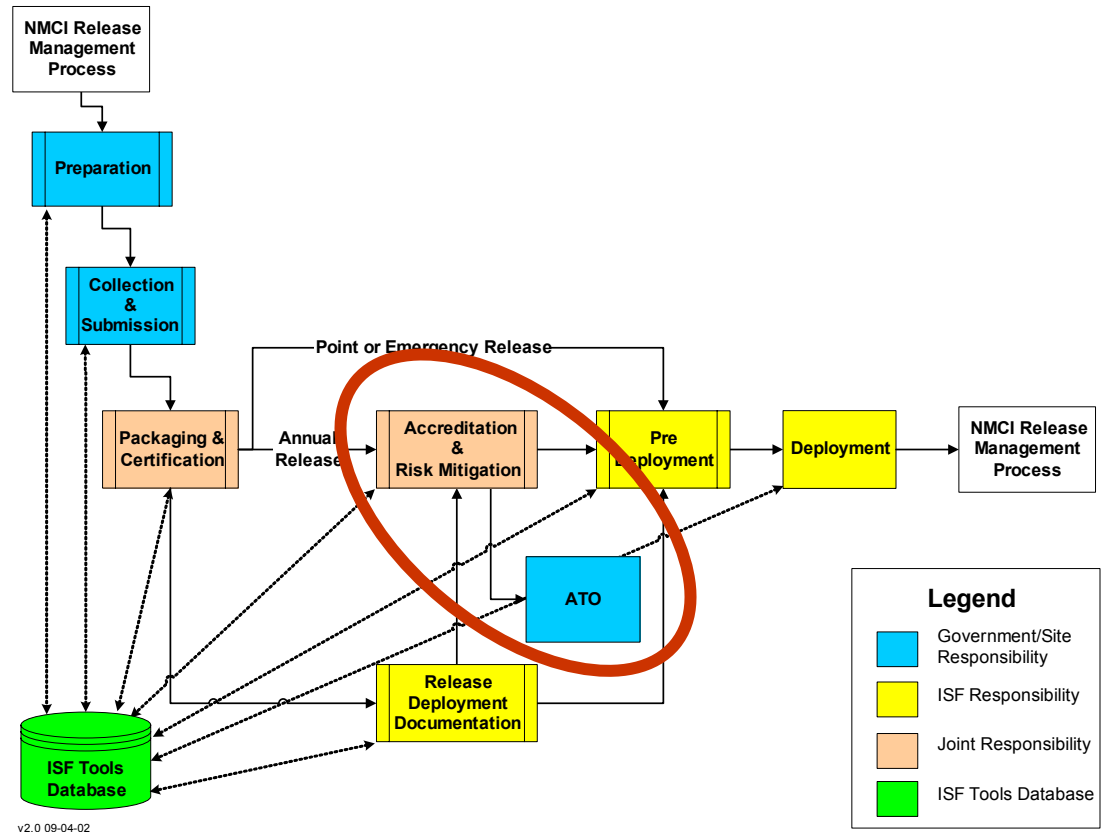 NMCI Release
Management
Process
Preparation
Collection
&
Submission
Point or Emergency Release
Packaging &
Certification
Annual
Release
Accreditation
&
Risk Mitigation
Pre
Deployment
Deployment
NMCI Release
Management
Process
ATO
Release
Deployment
Documentation
ISF Tools
Database
Legend
Government/Site
Responsibility
ISF Responsibility
Joint Responsibility
ISF Tools Database
v2.0 09-04-02